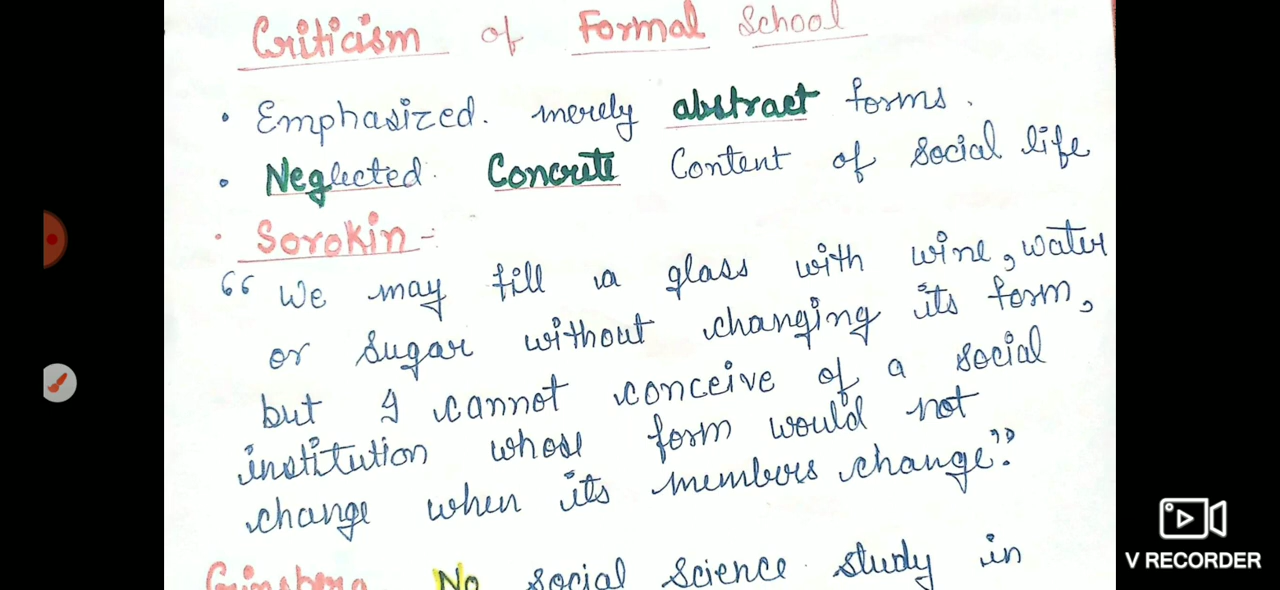 Criticism of Formal School
• Emphasized. merely abstract forms.
• Neglected. Concrete Content of social life
• Sorokin -
"We may fill a glass with wine, water
or sugar without changing its form,
but I cannot conceive of a social
institution whose form would not
change when its members change".
Ginsberg No social science study in
V RECORDER